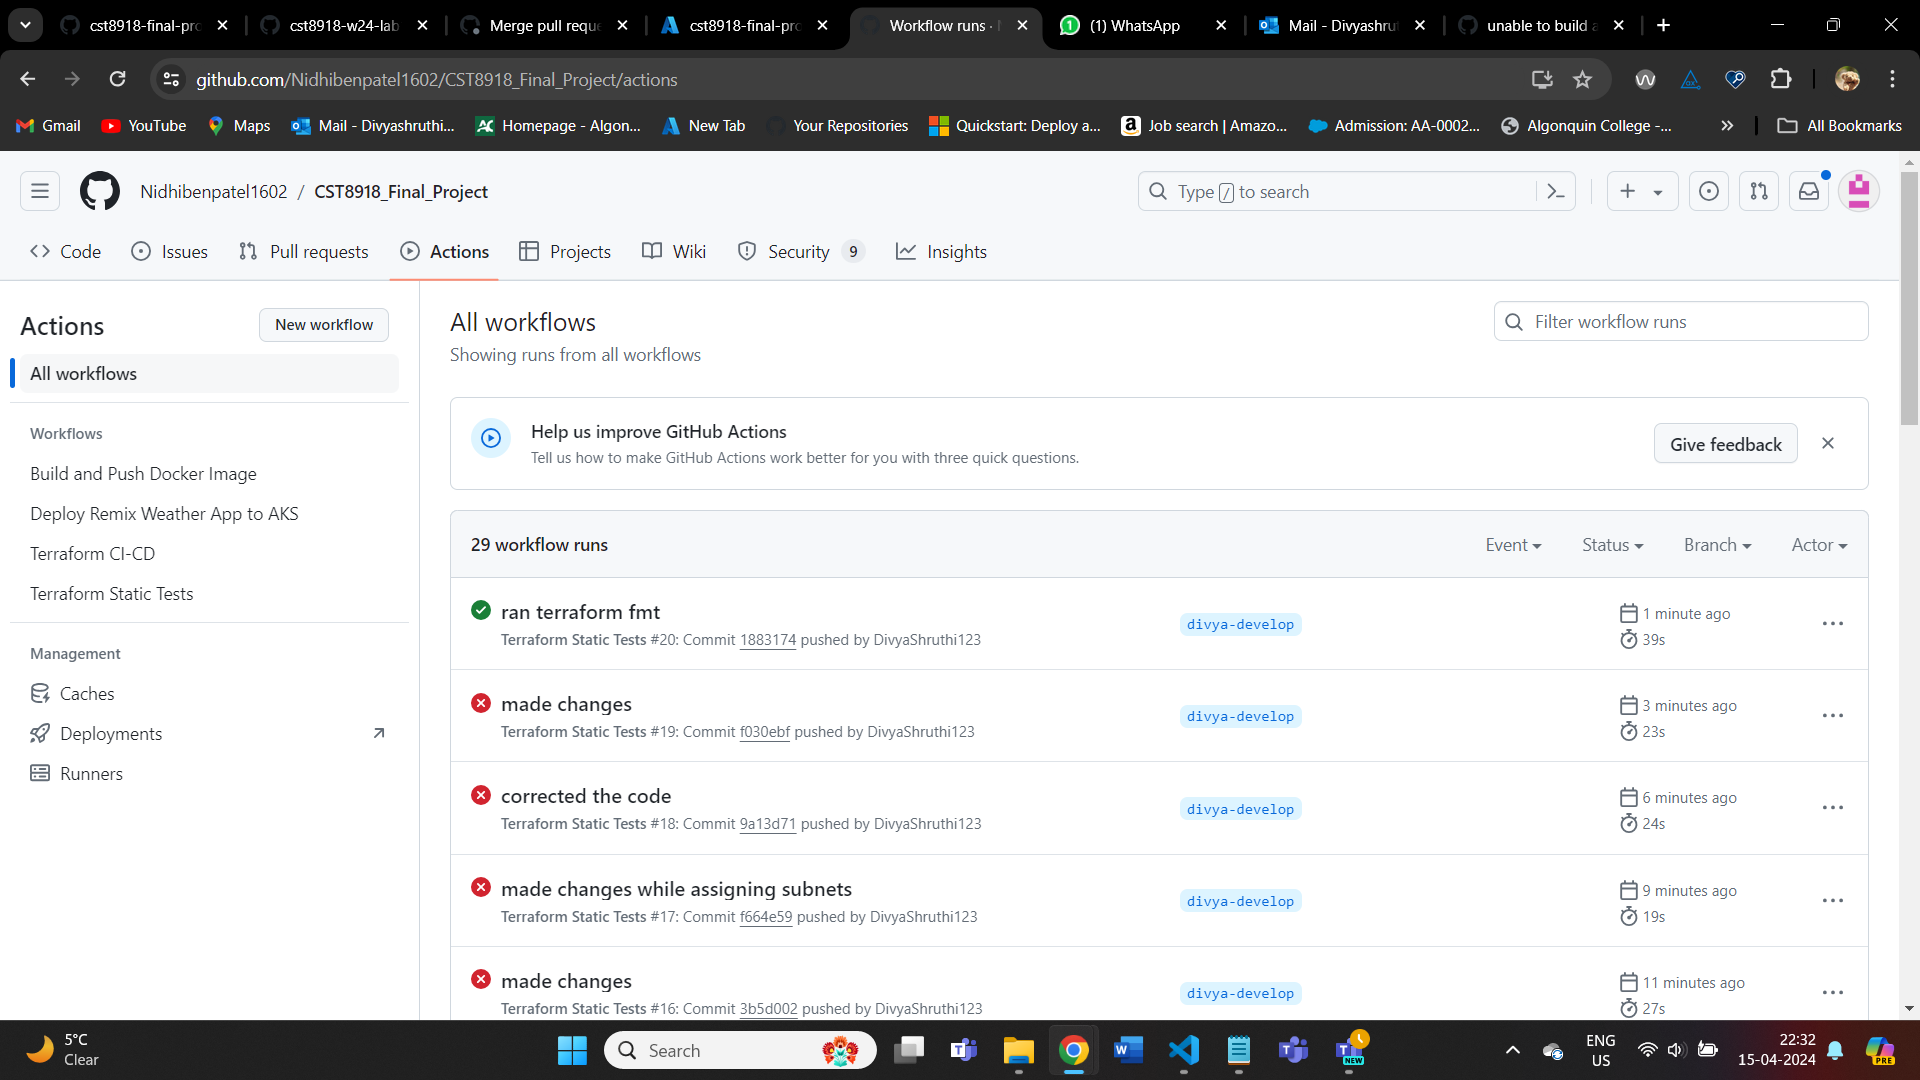 cst8918-final-pro
cst8918-w24-lab
Merge pull reque
cst8918-final-pro
Workflow runs ·
(1) WhatsApp
Mail - Divyashrut
unable to build a
github.com/Nidhibenpatel1602/CST8918_Final_Project/actions
Gmail
YouTube
Maps
Mail - Divyashruthi...
Homepage - Algon...
New Tab
Your Repositories
Quickstart: Deploy a...
Job search | Amazo...
Admission: AA-0002...
Algonquin College -...
All Bookmarks
Nidhibenpatel1602 / CST8918_Final_Project
Type / to search
Code
Issues
Pull requests
Actions
Projects
Wiki
Security 9
Insights
Actions
New workflow
All workflows
Workflows
Build and Push Docker Image
Deploy Remix Weather App to AKS
Terraform CI-CD
Terraform Static Tests
Management
Caches
Deployments
Runners
All workflows
Showing runs from all workflows
Filter workflow runs
Help us improve GitHub Actions
Tell us how to make GitHub Actions work better for you with three quick questions.
Give feedback
29 workflow runs
Event
Status
Branch
Actor
ran terraform fmt
Terraform Static Tests #20: Commit 1883174 pushed by DivyaShruthi123
divya-develop
1 minute ago
39s
made changes
Terraform Static Tests #19: Commit f030ebf pushed by DivyaShruthi123
divya-develop
3 minutes ago
23s
corrected the code
Terraform Static Tests #18: Commit 9a13d71 pushed by DivyaShruthi123
divya-develop
6 minutes ago
24s
made changes while assigning subnets
Terraform Static Tests #17: Commit f664e59 pushed by DivyaShruthi123
divya-develop
9 minutes ago
19s
made changes
Terraform Static Tests #16: Commit 3b5d002 pushed by DivyaShruthi123
divya-develop
11 minutes ago
27s
5°C
Clear
Search
NEW
ENG
US
22:32
15-04-2024
PRE